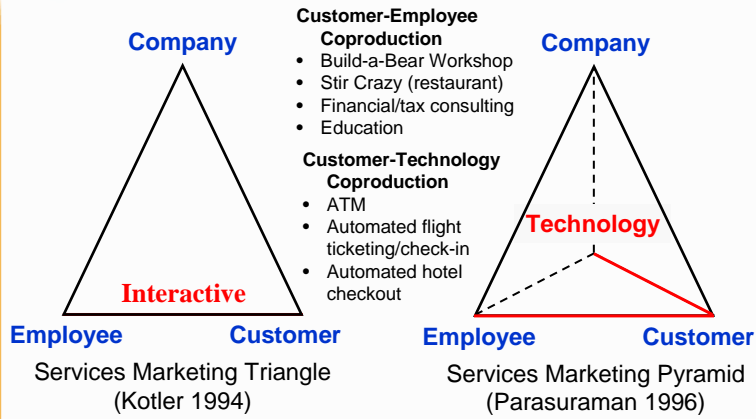 Company
Interactive
Employee
Customer
Services Marketing Triangle
(Kotler 1994)
Customer-Employee
Coproduction
• Build-a-Bear Workshop
• Stir Crazy (restaurant)
• Financial/tax consulting
• Education
Customer-Technology
Coproduction
• ATM
• Automated flight
ticketing/check-in
• Automated hotel
checkout
Company
Technology
Employee
Customer
Services Marketing Pyramid
(Parasuraman 1996)